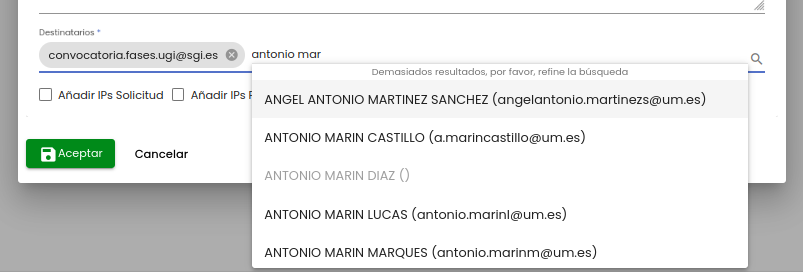 Destinatarios *
convocatoria.fases.ugi@sgi.es antonio mar
Demasiados resultados, por favor, refine la búsqueda
Añadir IPs Solicitud Añadir IPs
ANGEL ANTONIO MARTINEZ SANCHEZ (angelantonio.martinezs@um.es)
ANTONIO MARIN CASTILLO (a.marincastillo@um.es)
Aceptar Cancelar
ANTONIO MARIN DIAZ ()
ANTONIO MARIN LUCAS (antonio.marinl@um.es)
ANTONIO MARIN MARQUES (antonio.marinm@um.es)